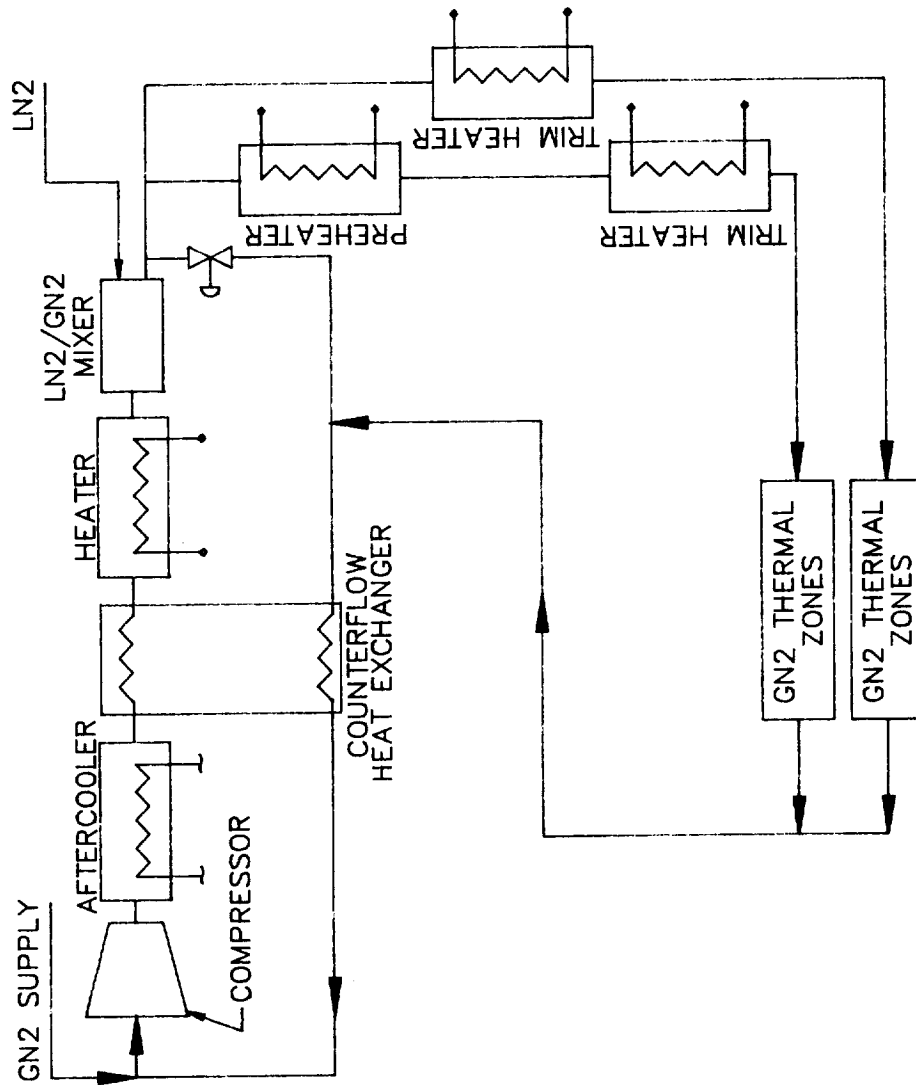 GN2 SUPPLY
COMPRESSOR
AFTERCOOLER
COUNTERFLOW
HEAT EXCHANGER
HEATER
LN2/GN2
MIXER
LN2
PREHEATER
TRIM HEATER
TRIM HEATER
GN2 THERMAL
ZONES
GN2 THERMAL
ZONES